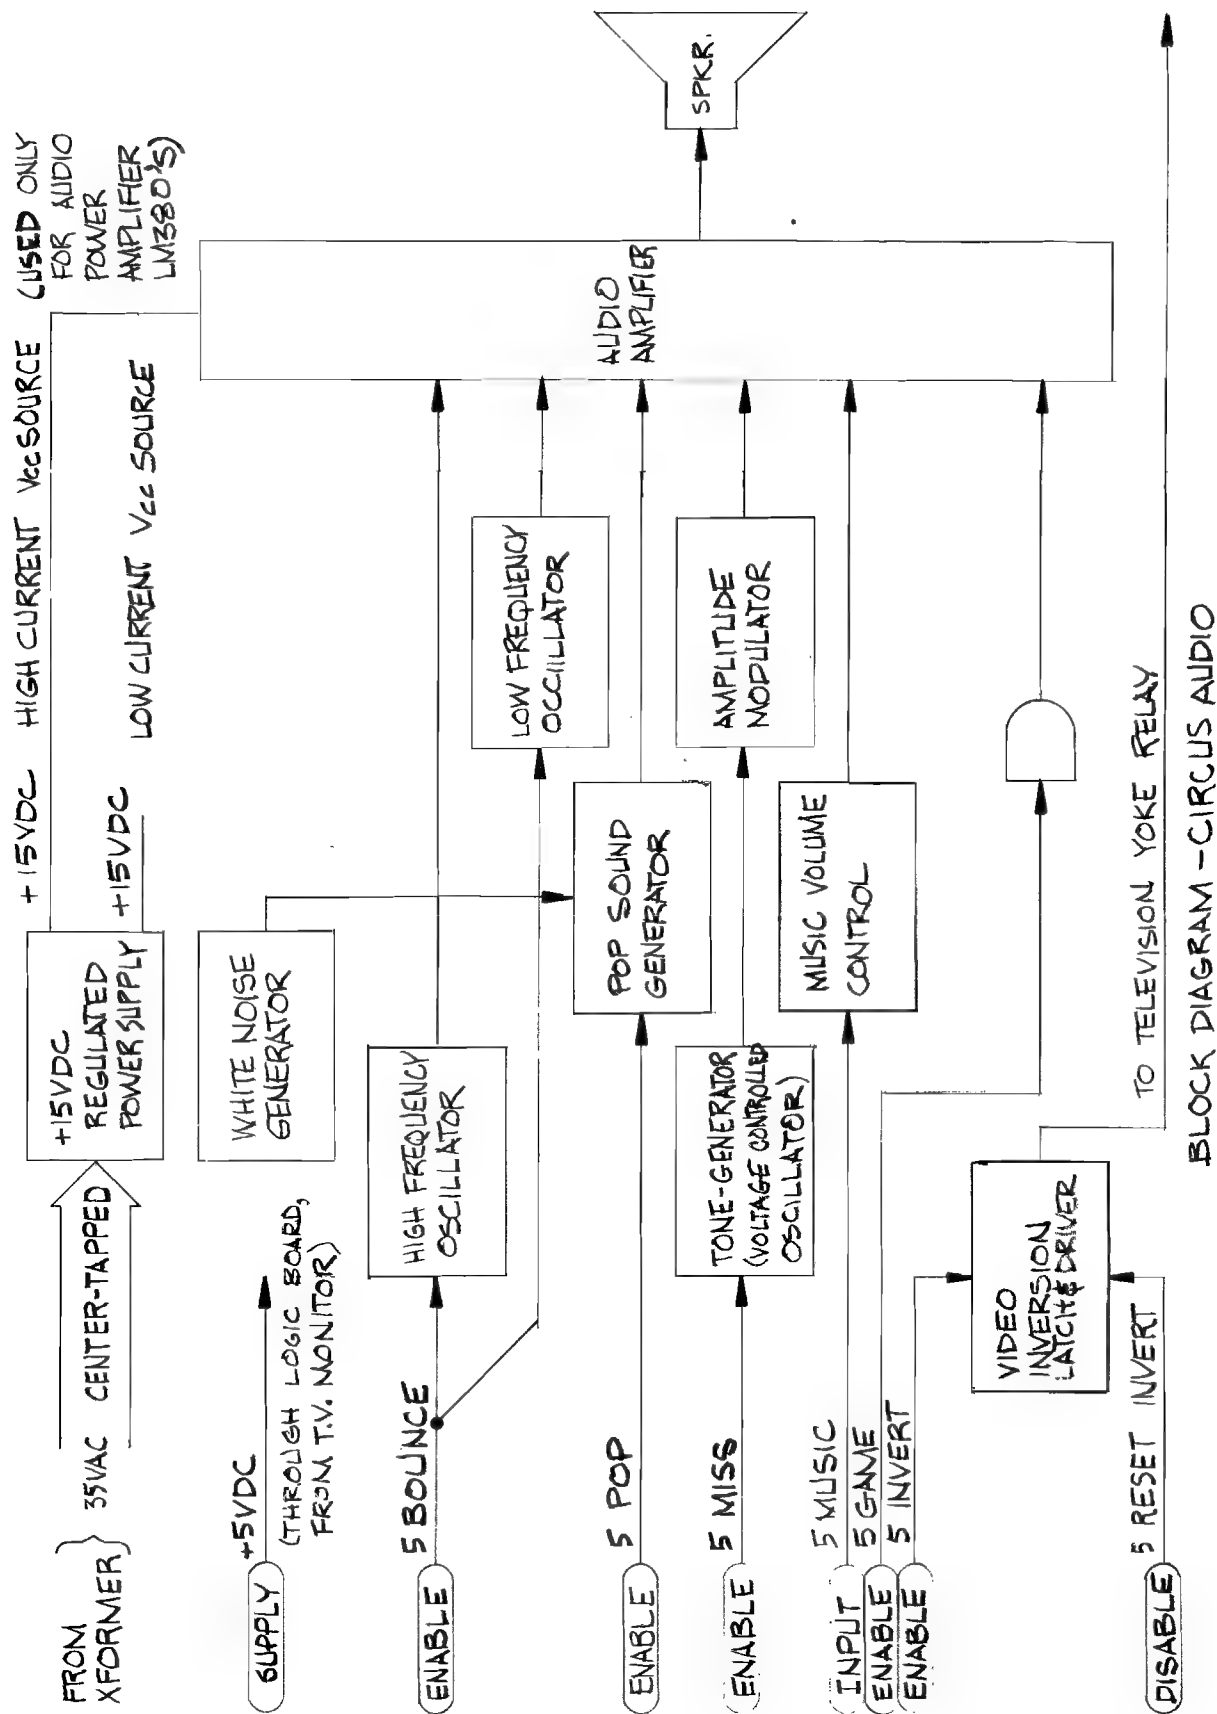 FROM
XFORMER
35VAC CENTER-TAPPED
+15VDC
REGULATED
POWER SUPPLY
+15VDC HIGH CURRENT Vcc SOURCE (USED ONLY
FOR AUDIO
POWER
AMPLIFIER
LM380'S)
+15VDC
LOW CURRENT Vcc SOURCE
SUPPLY
+5VDC
(THROUGH LOGIC BOARD,
FROM T.V. MONITOR)
WHITE NOISE
GENERATOR
ENABLE
5 BOUNCE
HIGH FREQUENCY
OSCILLATOR
LOW FREQUENCY
OCCILLATOR
ENABLE
5 POP
POP SOUND
GENERATOR
ENABLE
5 MISS
TONE-GENERATOR
(VOLTAGE CONTROLLED
OSCILLATOR)
AMPLITUDE
MODULATOR
INPUT
5 MUSIC
MUSIC VOLUME
CONTROL
ENABLE
5 GAME
ENABLE
5 INVERT
VIDEO
INVERSION
LATCH & DRIVER
DISABLE
5 RESET INVERT
AUDIO
AMPLIFIER
SPKR.
TO TELEVISION YOKE RELAY
BLOCK DIAGRAM - CIRCUS AUDIO